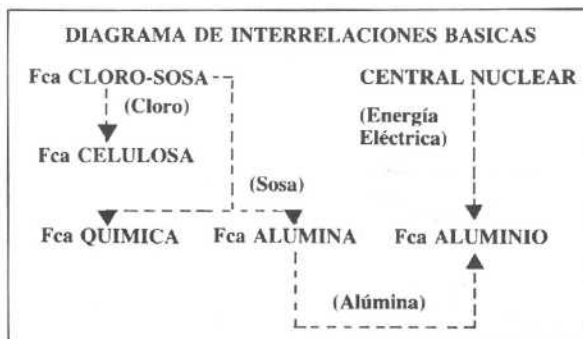 DIAGRAMA DE INTERRELACIONES BASICAS
Fca CLORO-SOSA
CENTRAL NUCLEAR
(Cloro)
(Energía
Eléctrica)
Fca CELULOSA
(Sosa)
Fca QUIMICA
Fca ALUMINA
Fca ALUMINIO
(Alúmina)